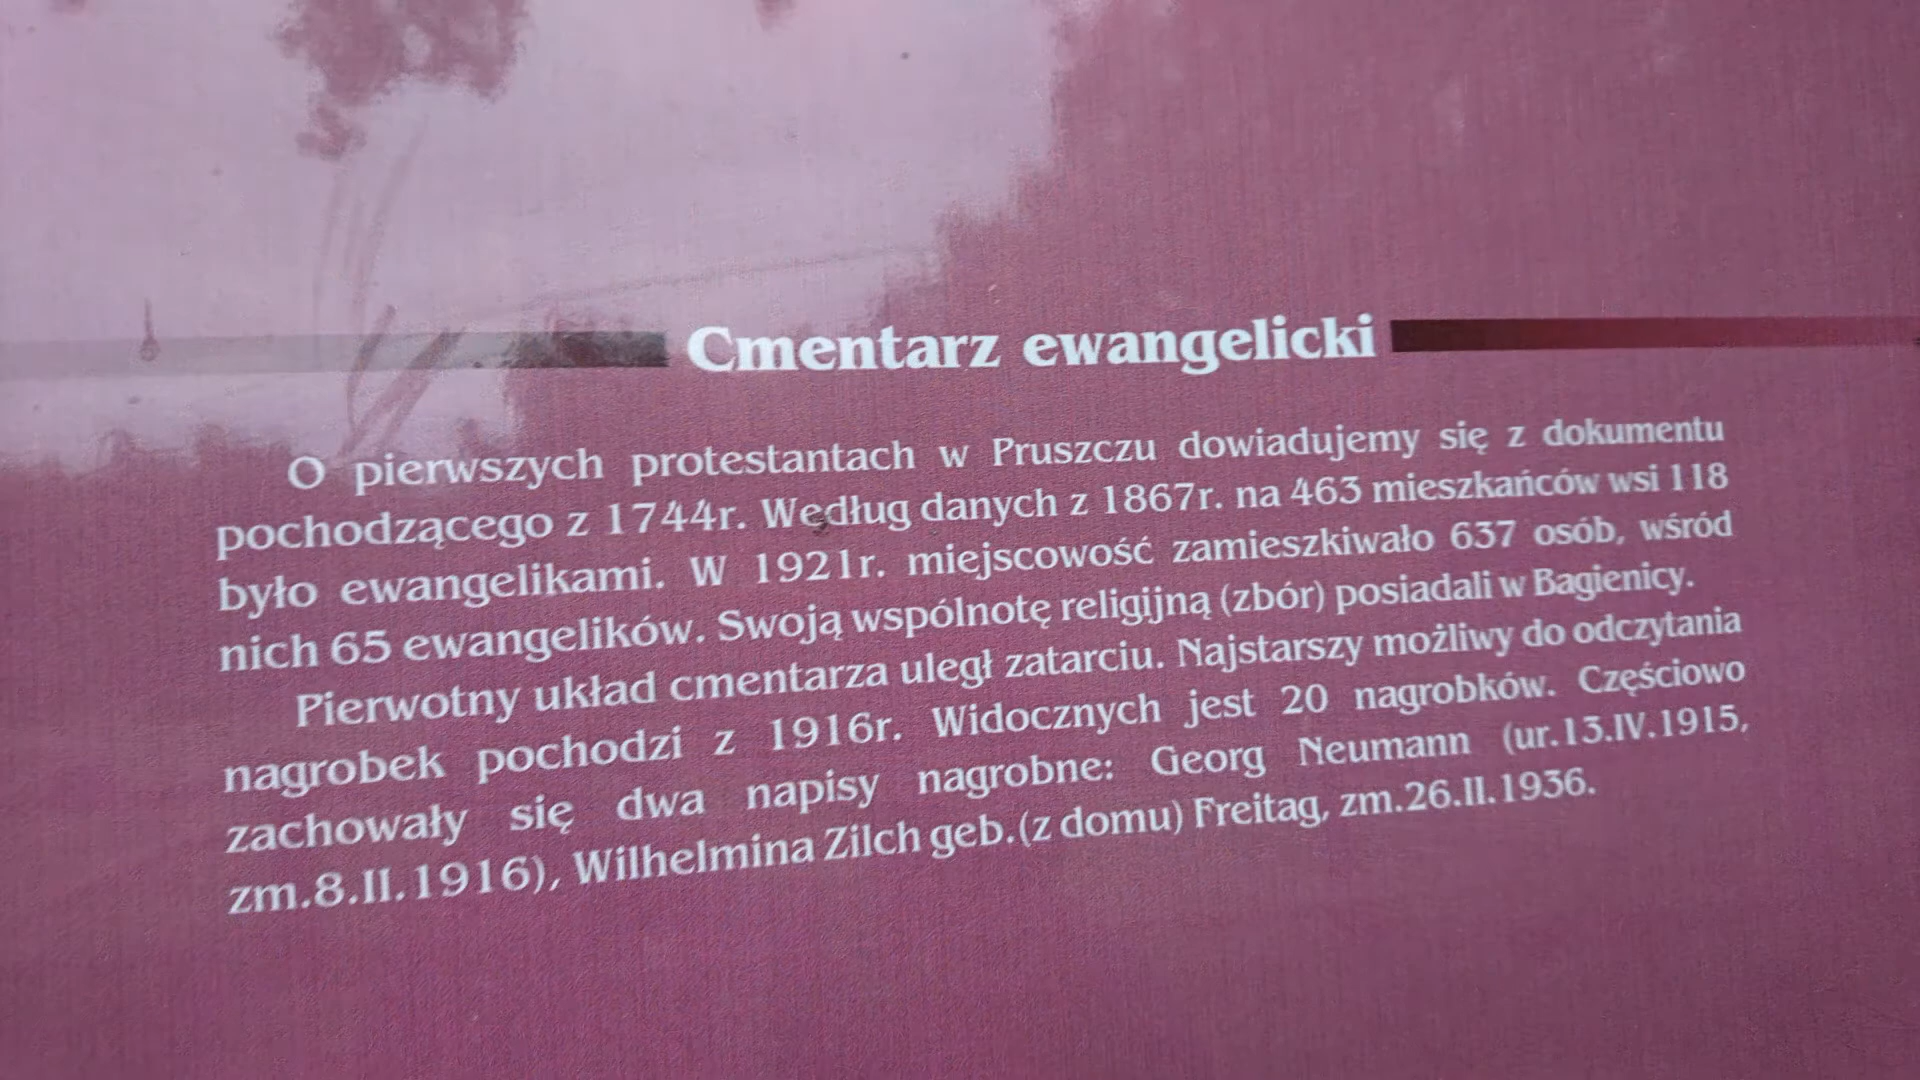 Cmentarz ewangelicki
O pierwszych protestantach w Pruszczu dowiadujemy się z dokumentu
pochodzącego z 1744r. Według danych z 1867r. na 463 mieszkańców wsi 118
było ewangelikami. W 1921r. miejscowość zamieszkiwało 637 osób, wśród
nich 65 ewangelików. Swoją wspólnotę religijną (zbór) posiadali w Bagienicy.
Pierwotny układ cmentarza uległ zatarciu. Najstarszy możliwy do odczytania
nagrobek pochodzi z 1916r. Widocznych jest 20 nagrobków. Częściowo
zachowały się dwa napisy nagrobne: Georg Neumann (ur.13.IV.1915,
zm.8.II.1916), Wilhelmina Zilch geb.(z domu) Freitag, zm.26.II.1936.